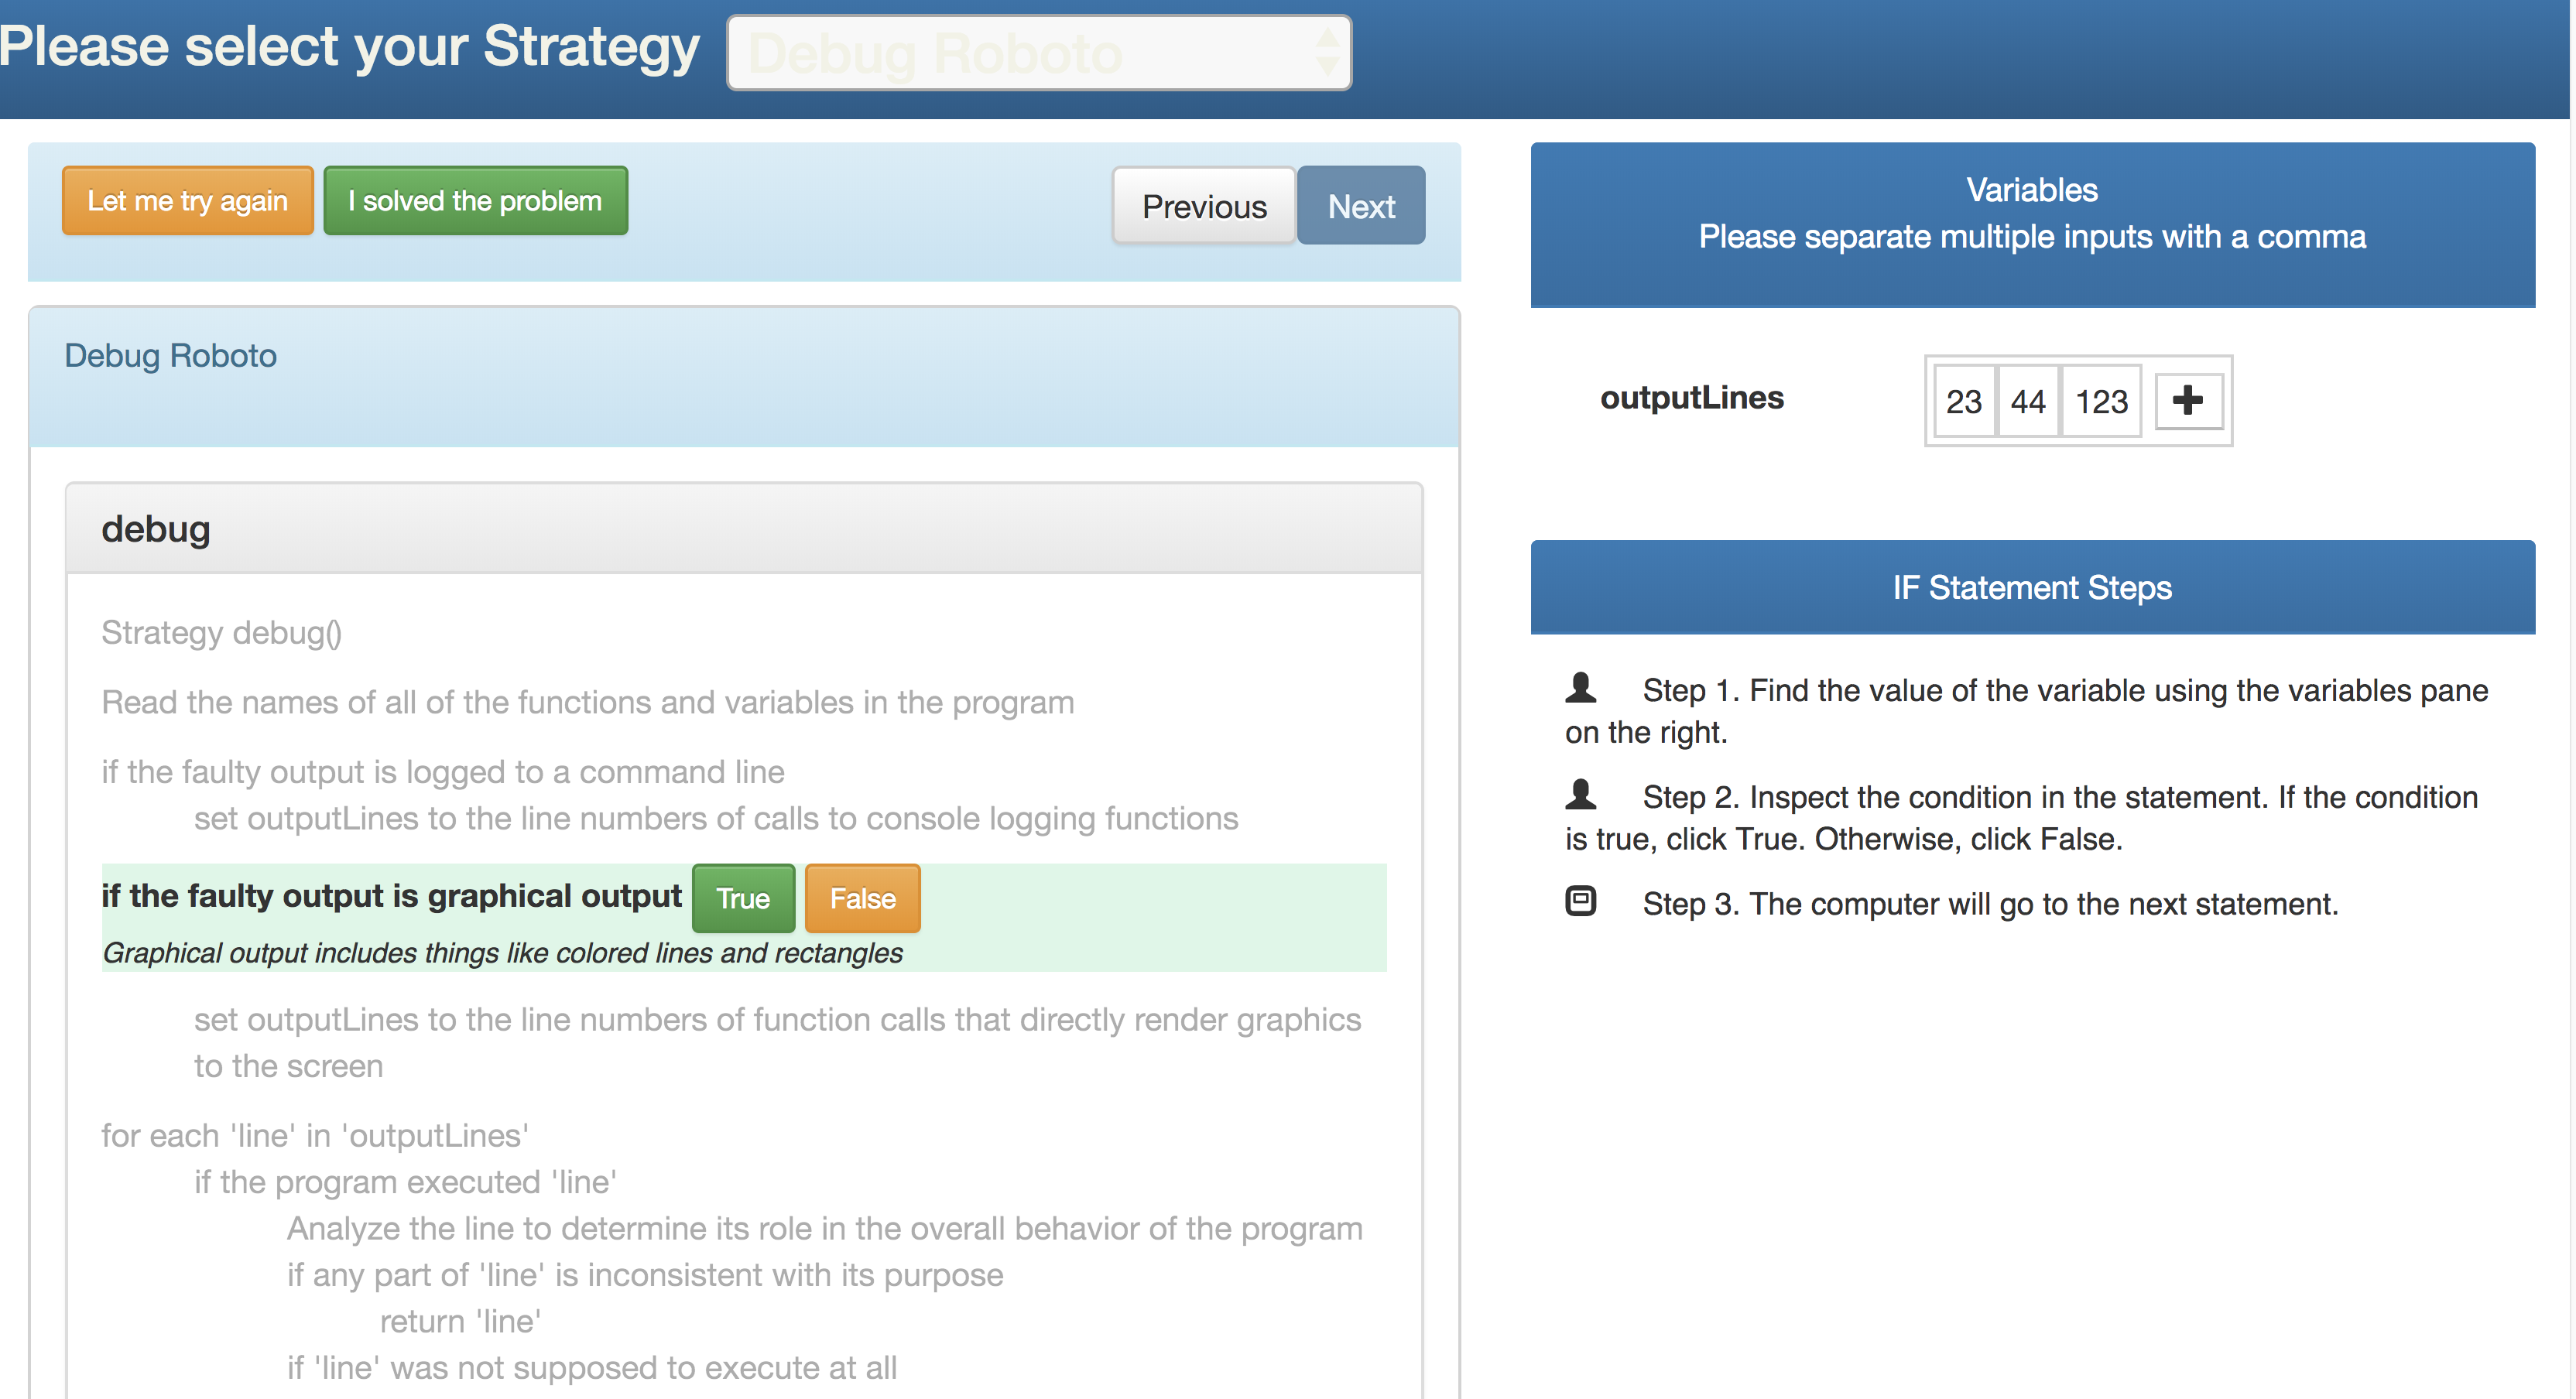 Please select your Strategy Debug Roboto
Let me try again I solved the problem Previous Next
Debug Roboto
debug
Strategy debug()
Read the names of all of the functions and variables in the program
if the faulty output is logged to a command line
set outputLines to the line numbers of calls to console logging functions
if the faulty output is graphical output True False
Graphical output includes things like colored lines and rectangles
set outputLines to the line numbers of function calls that directly render graphics
to the screen
for each 'line' in 'outputLines'
if the program executed 'line'
Analyze the line to determine its role in the overall behavior of the program
if any part of 'line' is inconsistent with its purpose
return 'line'
if 'line' was not supposed to execute at all
Variables
Please separate multiple inputs with a comma
outputLines 23 44 123 +
IF Statement Steps
Step 1. Find the value of the variable using the variables pane
on the right.
Step 2. Inspect the condition in the statement. If the condition
is true, click True. Otherwise, click False.
Step 3. The computer will go to the next statement.